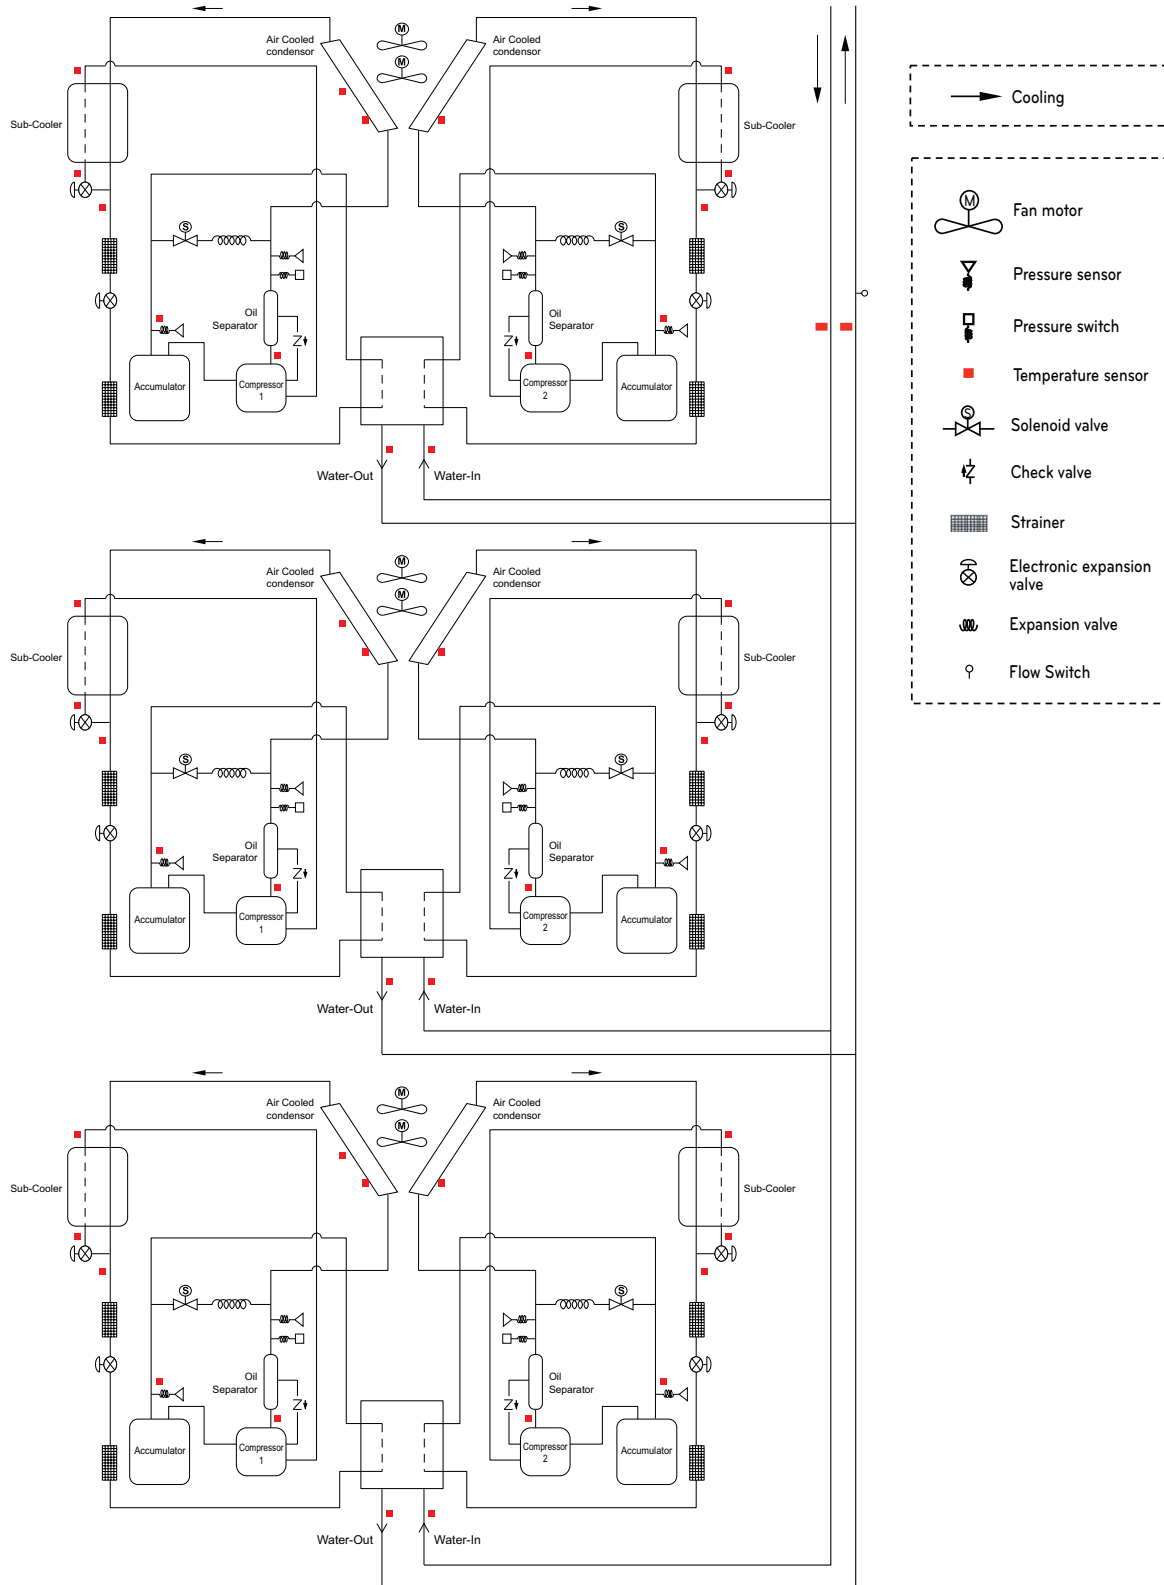 M
Air Cooled
condensor
M
Air Cooled
condensor
Sub-Cooler
Sub-Cooler
S
S
Oil
Separator
Oil
Separator
Z
Z
Accumulator
Compressor
1
Compressor
2
Accumulator
Water-Out
Water-In
M
Air Cooled
condensor
M
Air Cooled
condensor
Sub-Cooler
Sub-Cooler
S
S
Oil
Separator
Oil
Separator
Z
Z
Accumulator
Compressor
1
Compressor
2
Accumulator
Water-Out
Water-In
M
Air Cooled
condensor
M
Air Cooled
condensor
Sub-Cooler
Sub-Cooler
S
S
Oil
Separator
Oil
Separator
Z
Z
Accumulator
Compressor
1
Compressor
2
Accumulator
Water-Out
Water-In
Cooling
M
Fan motor
Pressure sensor
Pressure switch
Temperature sensor
S
Solenoid valve
Z
Check valve
Strainer
Electronic expansion
valve
Expansion valve
Flow Switch